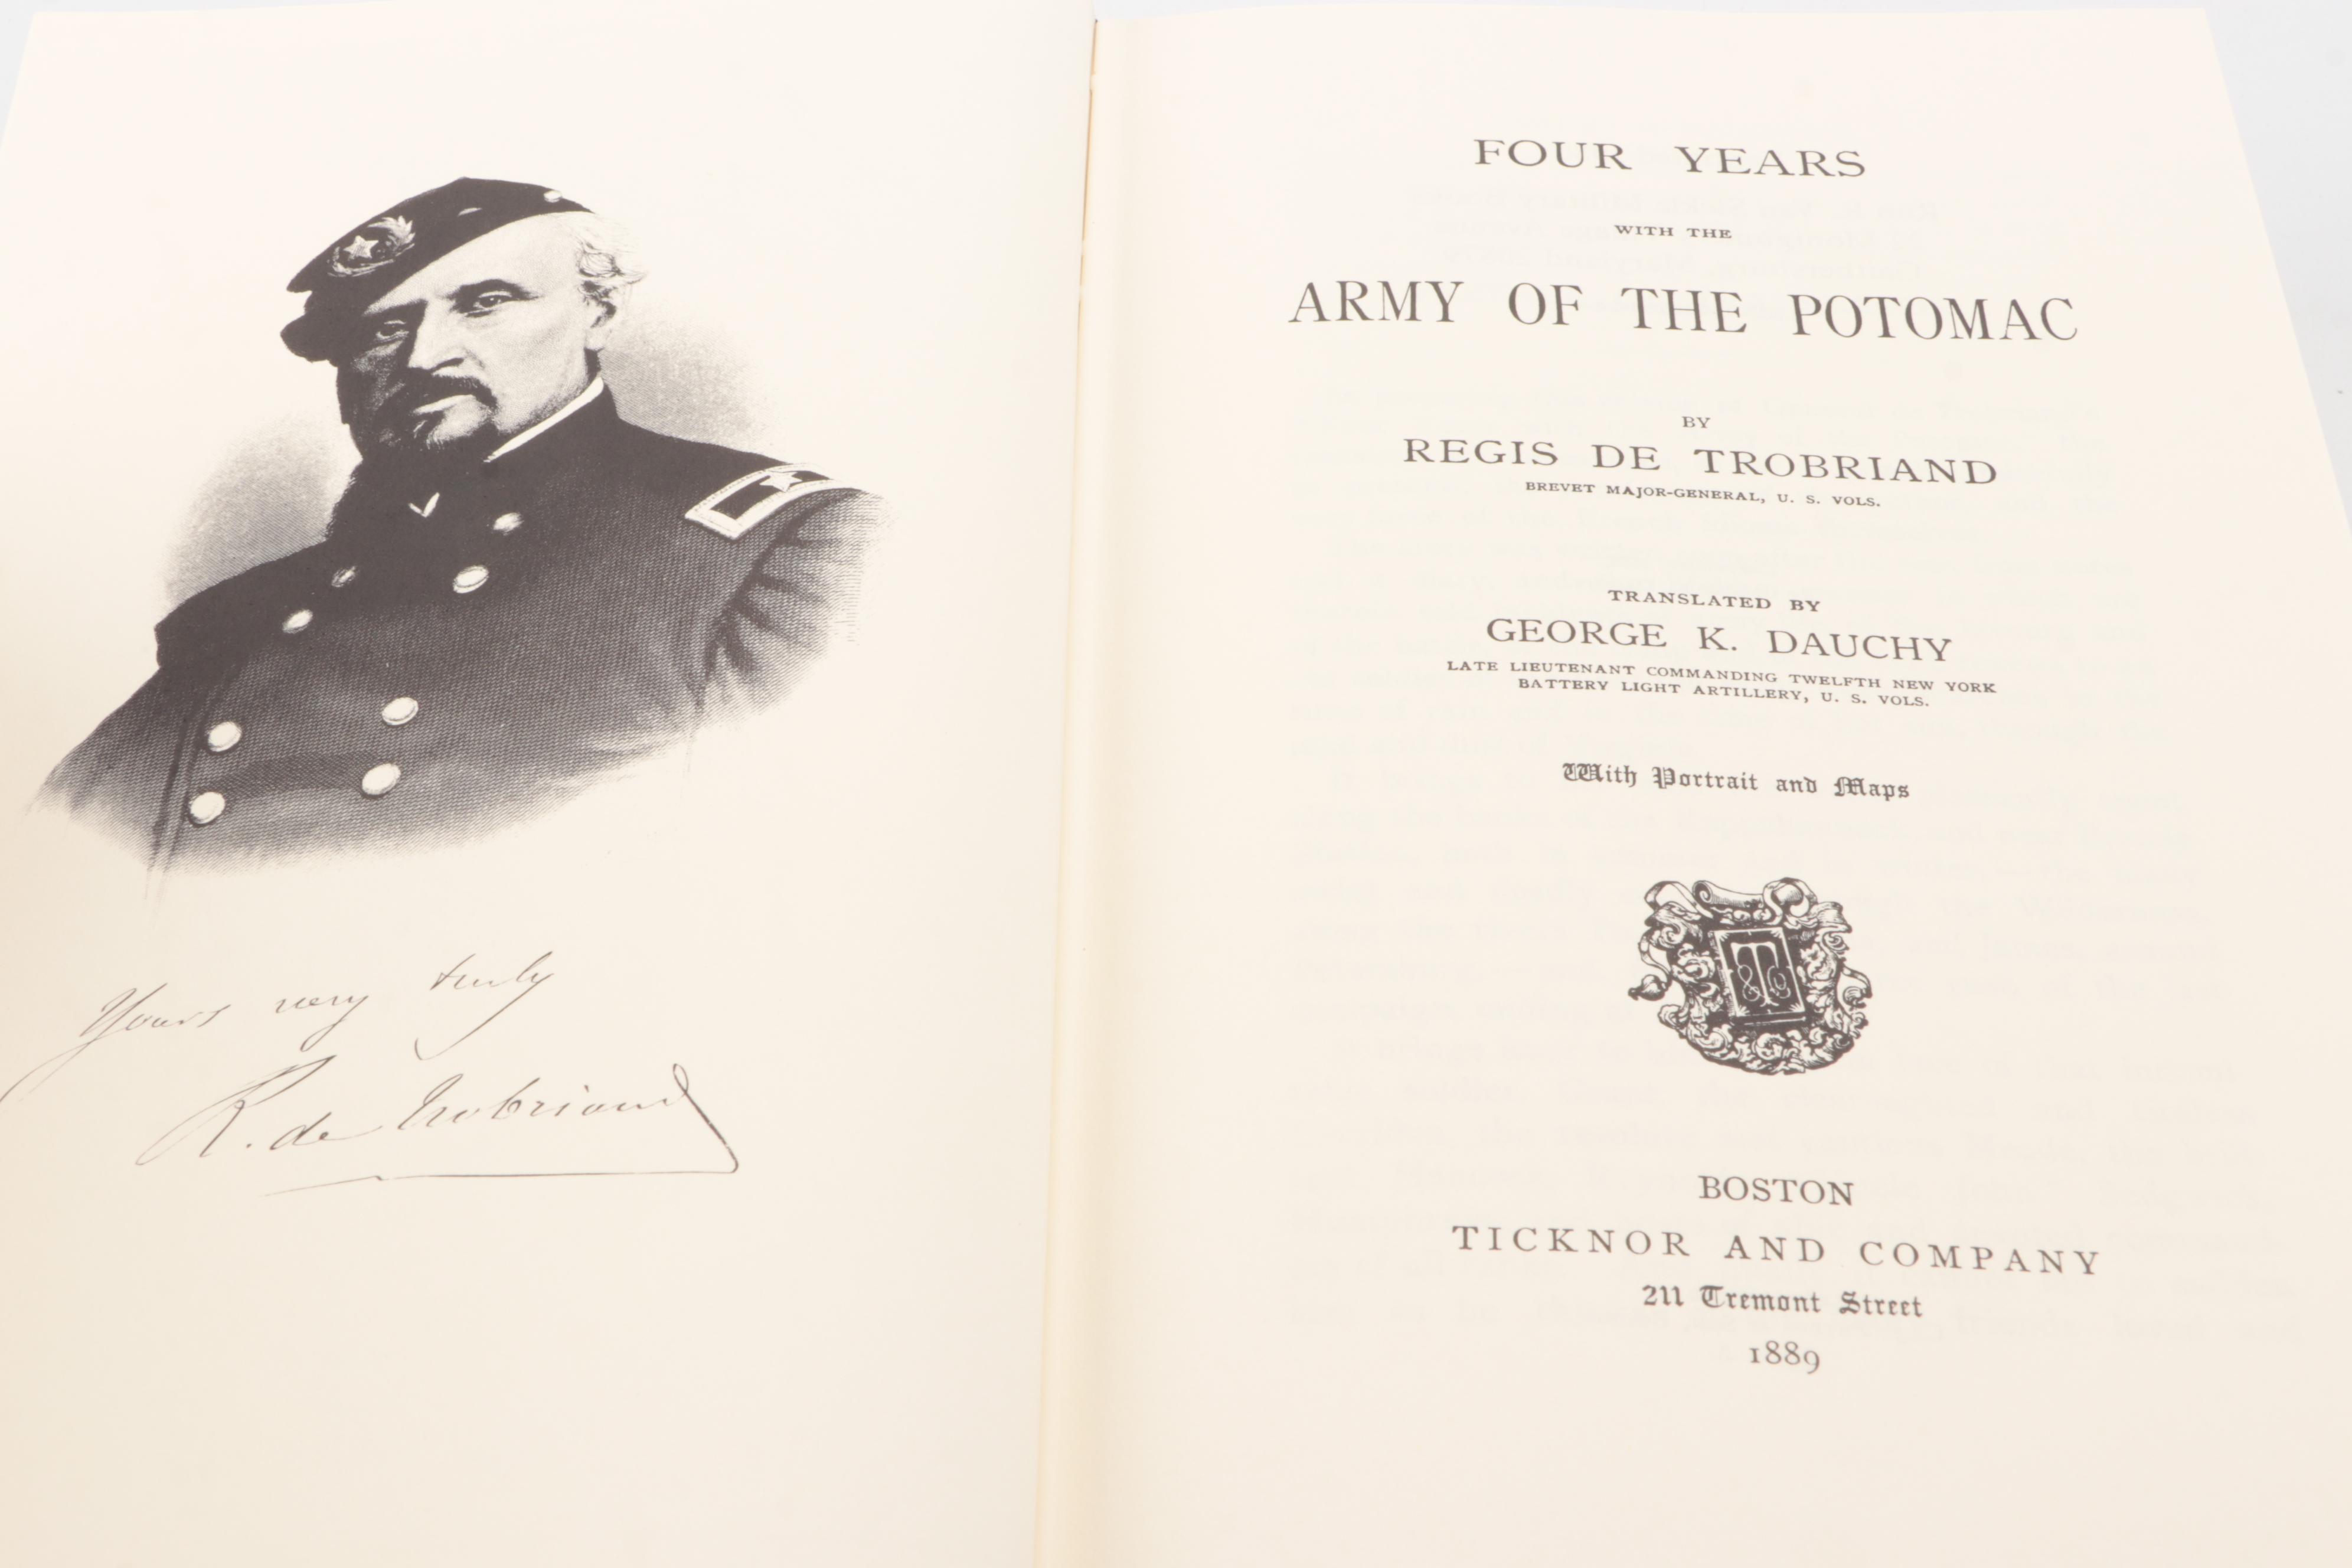 Yours very truly
R. de Trobriand
FOUR YEARS
WITH THE
ARMY OF THE POTOMAC
BY
REGIS DE TROBRIAND
BREVET MAJOR-GENERAL, U. S. VOLS.
TRANSLATED BY
GEORGE K. DAUCHY
LATE LIEUTENANT COMMANDING TWELFTH NEW YORK
BATTERY LIGHT ARTILLERY, U. S. VOLS.
With Portrait and Maps
T&Co
BOSTON
TICKNOR AND COMPANY
211 Tremont Street
1889